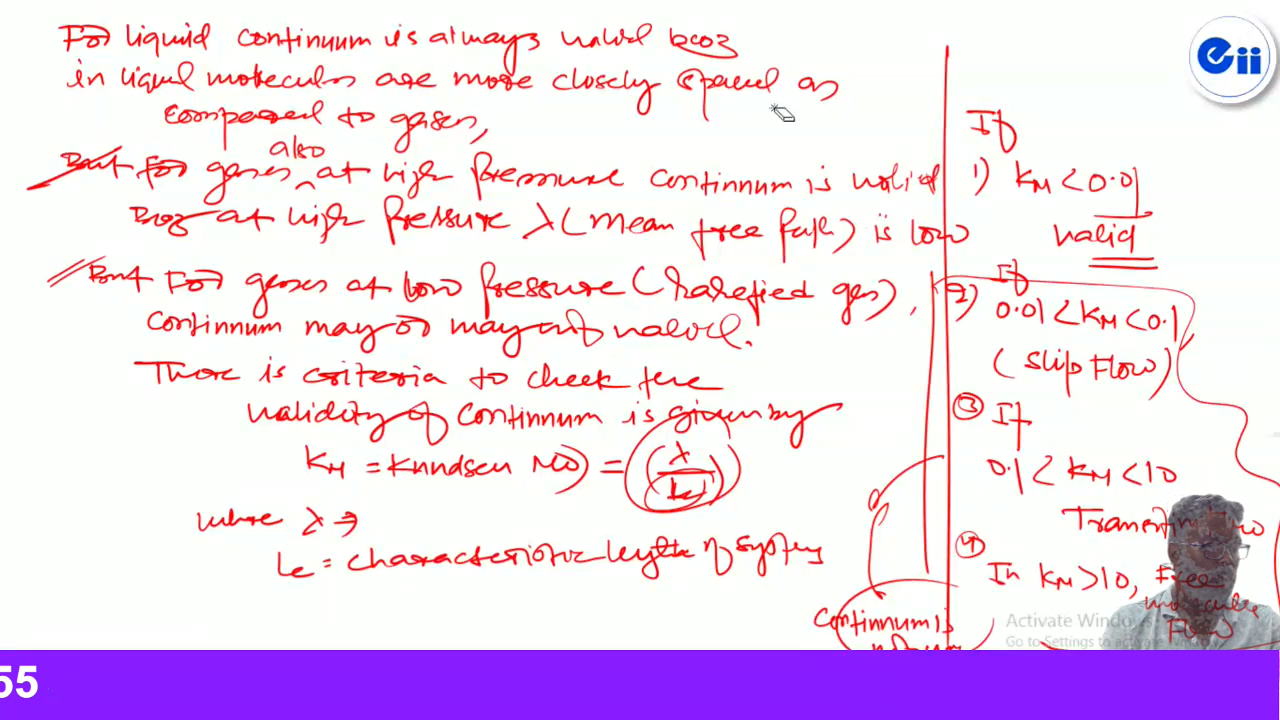 For liquid continuum is always valid bcoz
in liquid molecules are more closely spaced as
compared to gases,
also
But for gases at high pressure continuum is valid
Bcoz at high pressure λ (mean free path) is low
But For gases at low pressure (Rarefied gas),
continuum may or may not valid.
There is criteria to check the
validity of continuum is given by
Kn = Knudsen No = (λ/Lc)
where λ →
Lc = characteristic length of system
If
1) Kn < 0.01
valid
If
2) 0.01 < Kn < 0.1
(Slip Flow)
③ If
0.1 < Kn < 10
④
If Kn > 10, Free
molecule
Flow
Continuum is
Activate Windows
Go to Settings to activate Windows.
eii
55